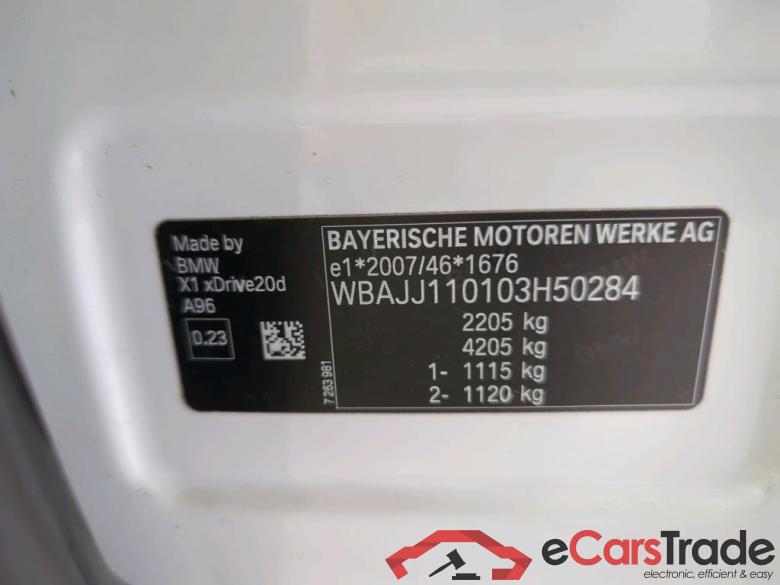 Made by
BMW
X1 xDrive20d
A96
0.23
7 263 981
BAYERISCHE MOTOREN WERKE AG
e1*2007/46*1676
WBAJJ110103H50284
2205 kg
4205 kg
1- 1115 kg
2- 1120 kg
eCarsTrade
electronic, efficient & easy